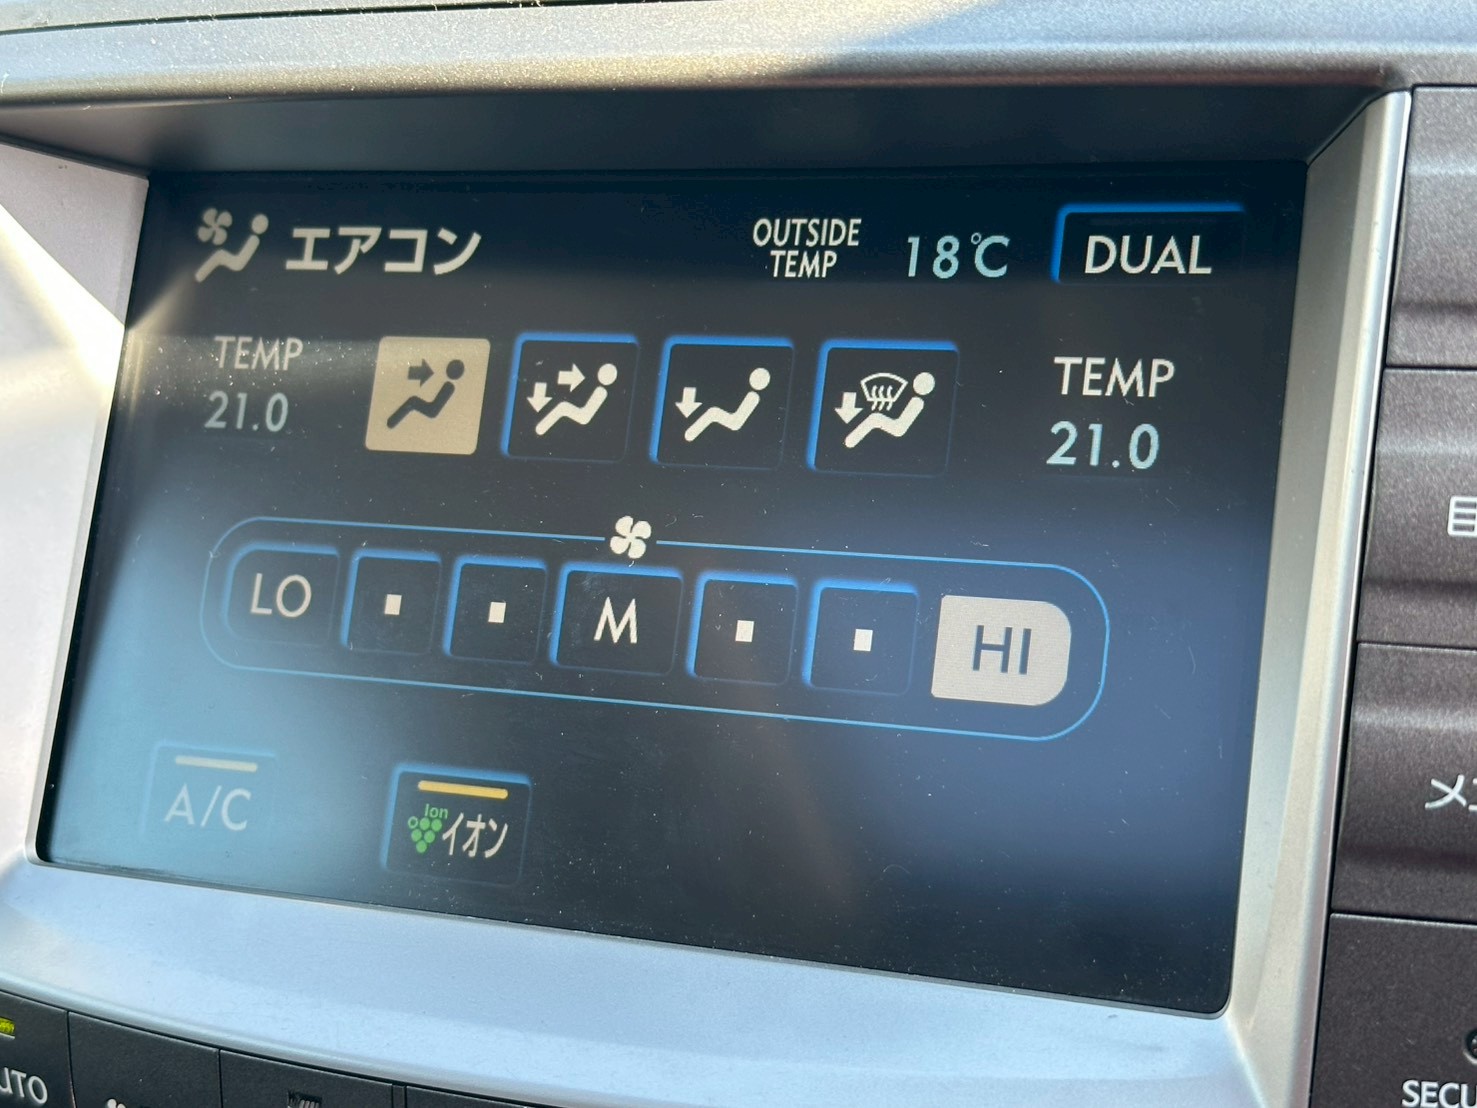 エアコン
OUTSIDE
TEMP
18℃
DUAL
TEMP
21.0
TEMP
21.0
LO
M
HI
A/C
Ion
イオン
SECU